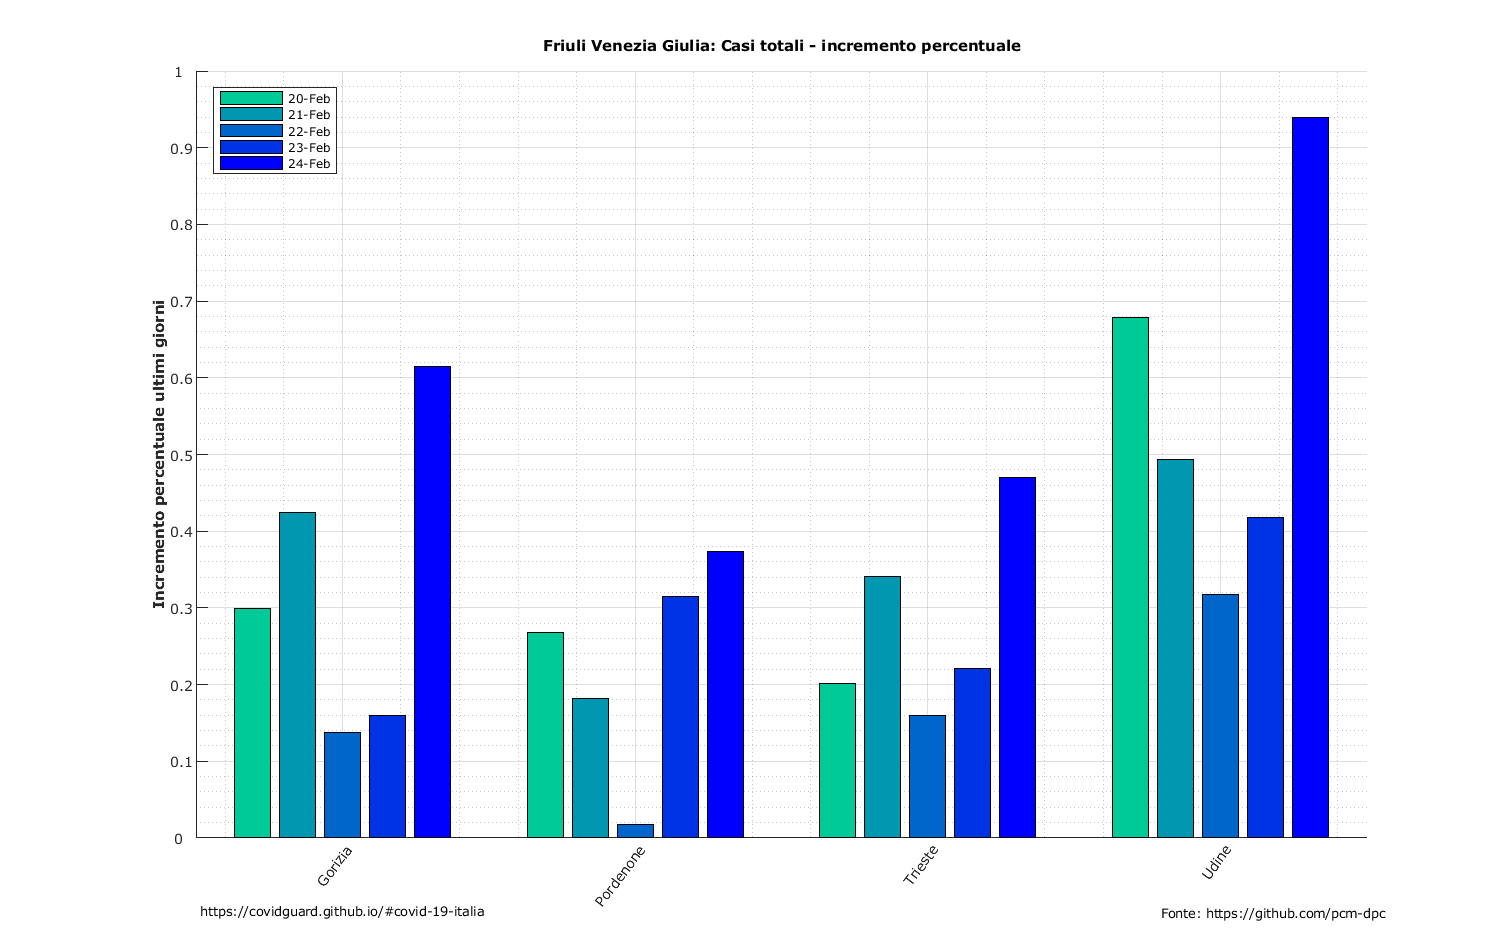 Friuli Venezia Giulia: Casi totali - incremento percentuale
Incremento percentuale ultimi giorni
1
0.9
0.8
0.7
0.6
0.5
0.4
0.3
0.2
0.1
0
20-Feb
21-Feb
22-Feb
23-Feb
24-Feb
Gorizia
Pordenone
Trieste
Udine
https://covidguard.github.io/#covid-19-italia
Fonte: https://github.com/pcm-dpc